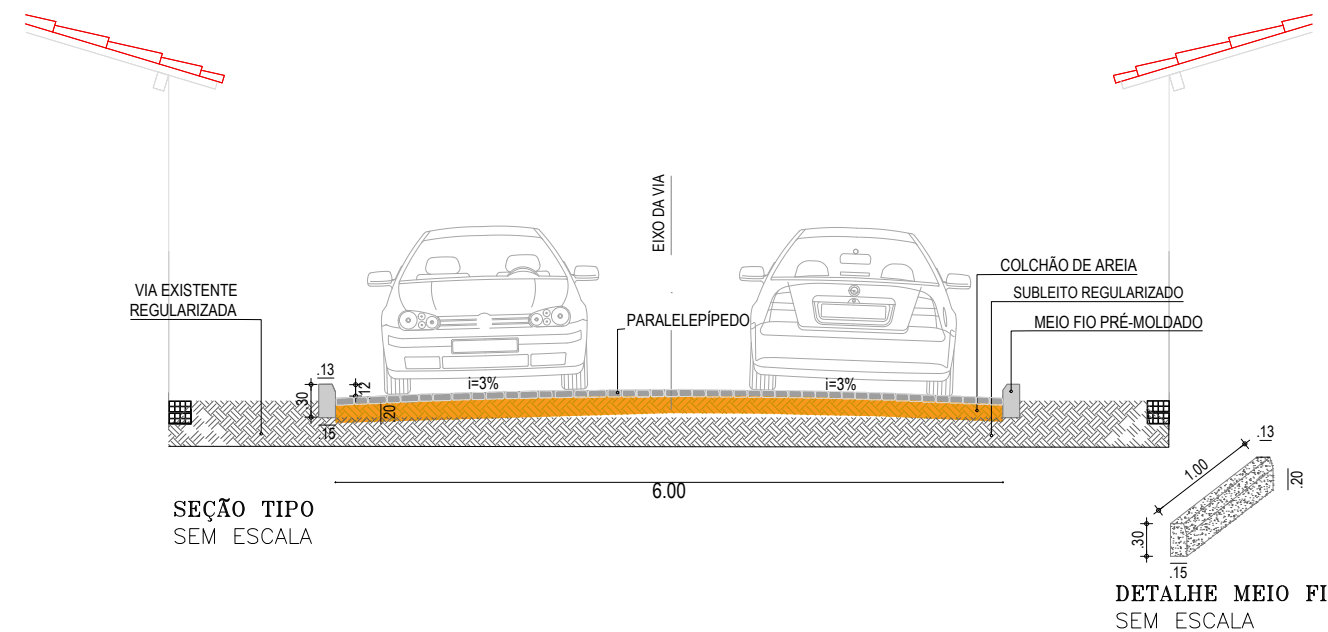 EIXO DA VIA
COLCHÃO DE AREIA
VIA EXISTENTE
REGULARIZADA
SUBLEITO REGULARIZADO
PARALELEPÍPEDO
MEIO FIO PRÉ-MOLDADO
.13
i=3%
i=3%
.12
.30
.20
.15
6.00
SEÇÃO TIPO
SEM ESCALA
.13
1.00
.20
.30
.15
DETALHE MEIO FI
SEM ESCALA